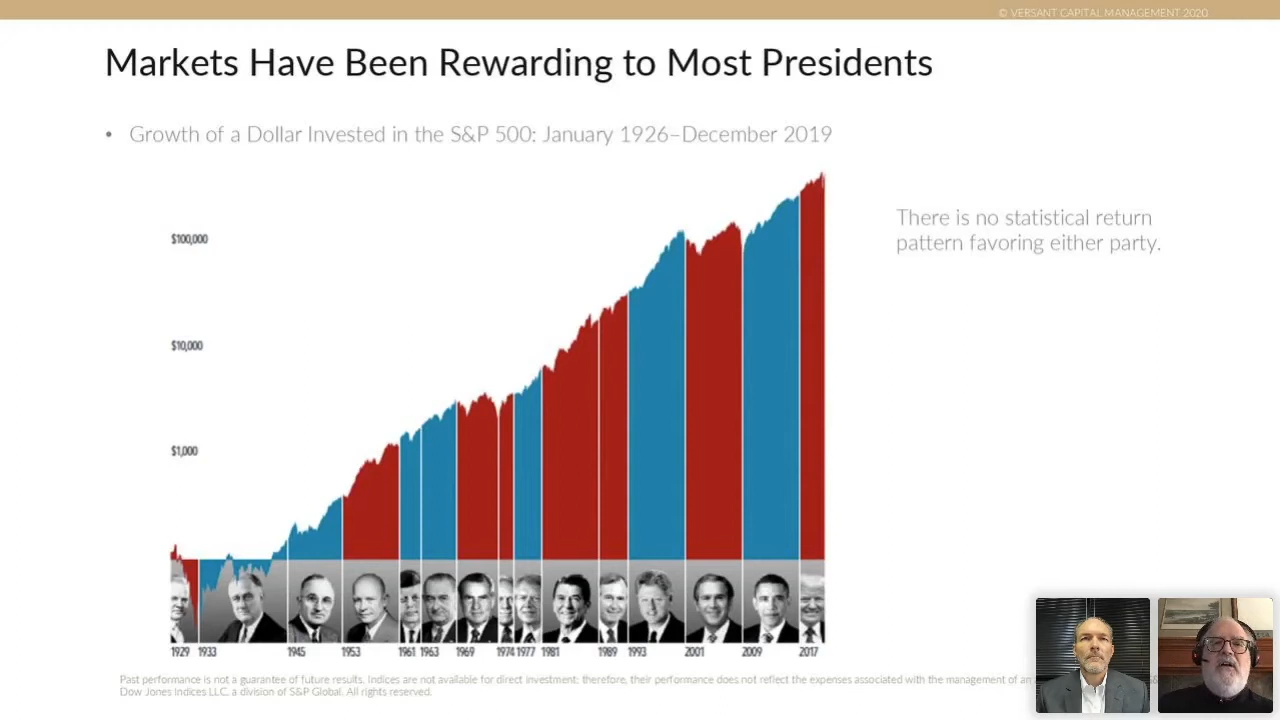 © VERSANT CAPITAL MANAGEMENT 2020
Markets Have Been Rewarding to Most Presidents
• Growth of a Dollar Invested in the S&P 500: January 1926–December 2019
There is no statistical return
pattern favoring either party.
$100,000
$10,000
$1,000
1929 1933 1945 1953 1961 1963 1969 1974 1977 1981 1989 1993 2001 2009 2017
Past performance is not a guarantee of future results. Indices are not available for direct investment; therefore, their performance does not reflect the expenses associated with the management of an
Dow Jones Indices LLC, a division of S&P Global. All rights reserved.